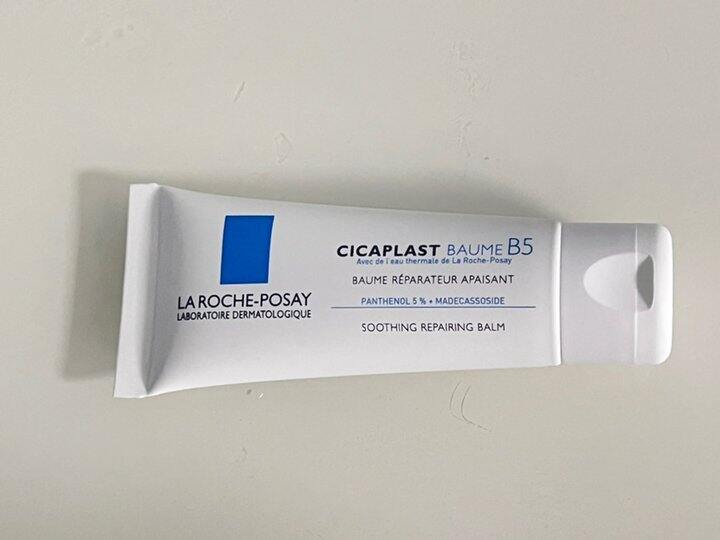 LA ROCHE-POSAY
LABORATOIRE DERMATOLOGIQUE
CICAPLAST BAUME B5
Avec de l'eau thermale de La Roche-Posay
BAUME RÉPARATEUR APAISANT
PANTHENOL 5 % + MADECASSOSIDE
SOOTHING REPAIRING BALM